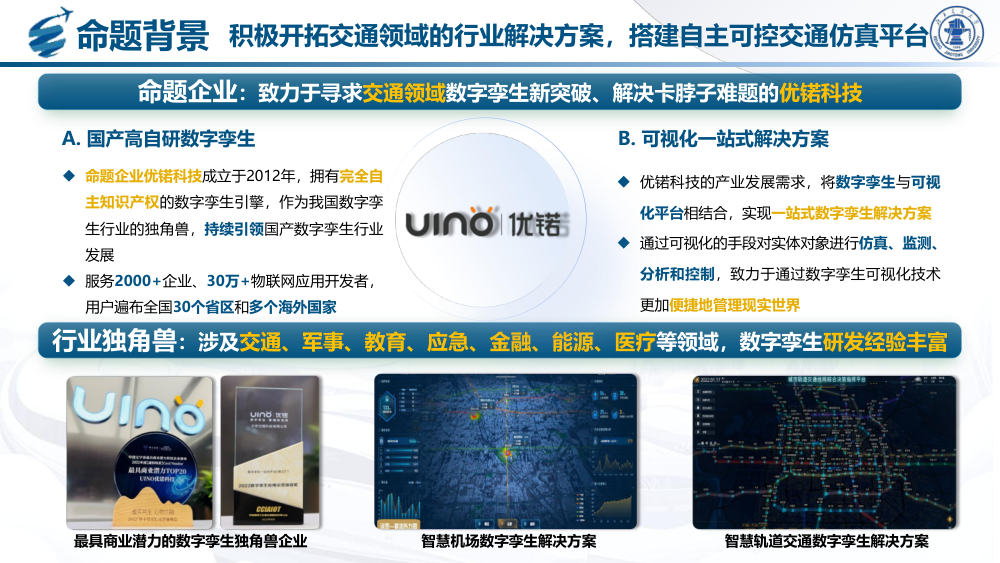 命题背景 积极开拓交通领域的行业解决方案，搭建自主可控交通仿真平台
命题企业：致力于寻求交通领域数字孪生新突破、解决卡脖子难题的优锘科技
A. 国产高自研数字孪生
命题企业优锘科技成立于2012年，拥有完全自
主知识产权的数字孪生引擎，作为我国数字孪
生行业的独角兽，持续引领国产数字孪生行业
发展
服务2000+企业、30万+物联网应用开发者，
用户遍布全国30个省区和多个海外国家
UINO 优锘
B. 可视化一站式解决方案
优锘科技的产业发展需求，将数字孪生与可视
化平台相结合，实现一站式数字孪生解决方案
通过可视化的手段对实体对象进行仿真、监测、
分析和控制，致力于通过数字孪生可视化技术
更加便捷地管理现实世界
行业独角兽：涉及交通、军事、教育、应急、金融、能源、医疗等领域，数字孪生研发经验丰富
UINO
最具商业潜力TOP20
UINO优锘科技
UINO 优锘
CCIAIOT
城市轨道交通线网综合决策指挥平台
最具商业潜力的数字孪生独角兽企业
智慧机场数字孪生解决方案
智慧轨道交通数字孪生解决方案